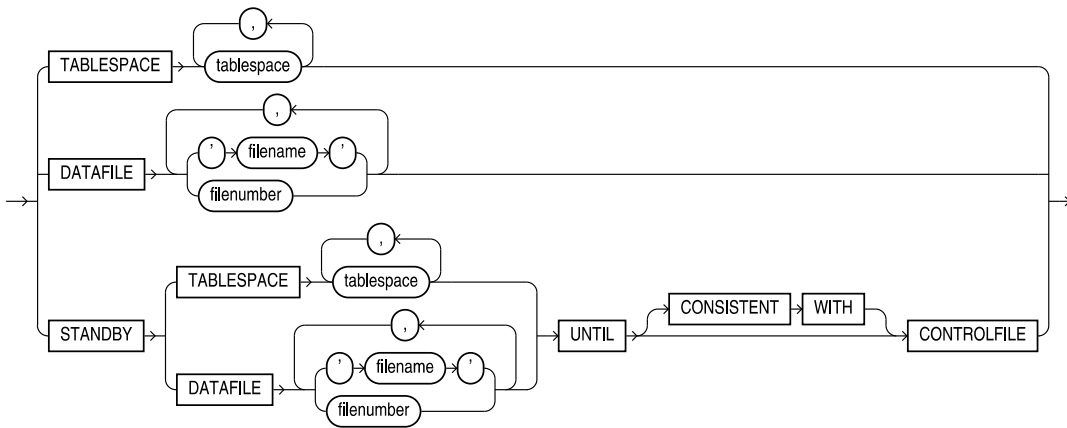 ,
TABLESPACE tablespace
,
' filename '
DATAFILE
filenumber
,
TABLESPACE tablespace
CONSISTENT WITH
STANDBY , UNTIL CONTROLFILE
' filename '
DATAFILE
filenumber